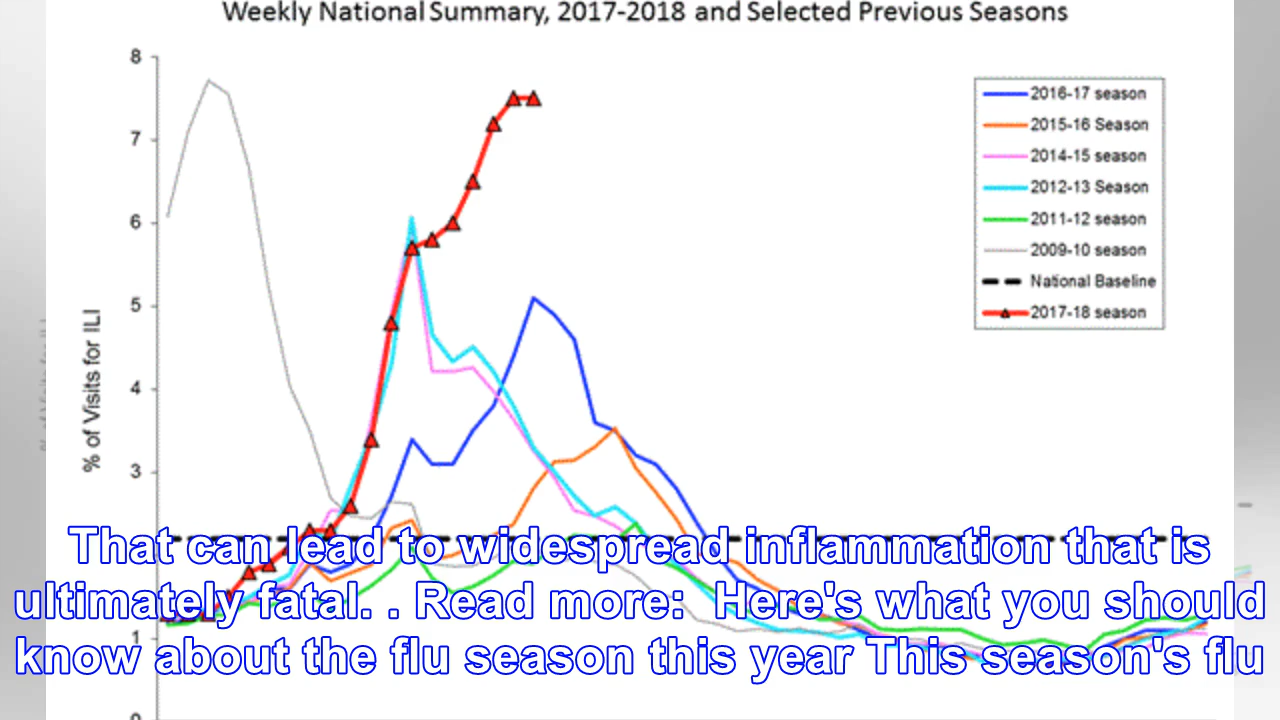 Weekly National Summary, 2017-2018 and Selected Previous Seasons
8
7
6
5
4
3
1
0
% of Visits for ILI
2016-17 season
2015-16 Season
2014-15 season
2012-13 Season
2011-12 season
2009-10 season
National Baseline
2017-18 season
That can lead to widespread inflammation that is
ultimately fatal. . Read more: Here's what you should
know about the flu season this year This season's flu